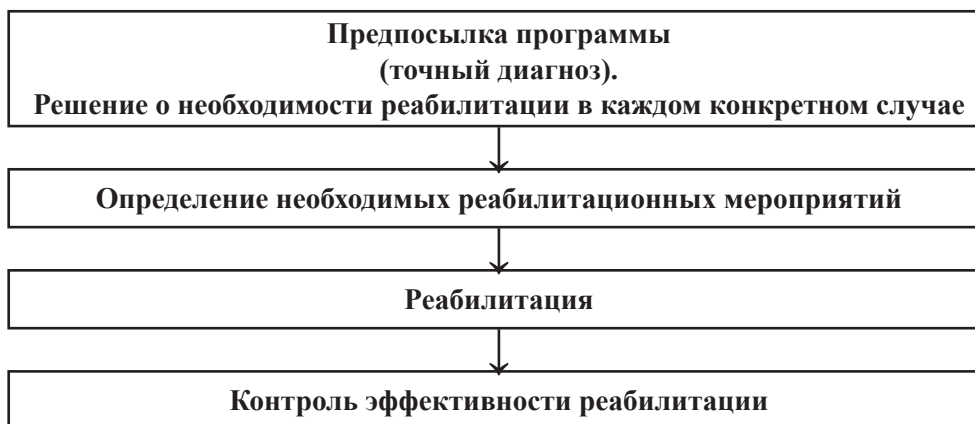 Предпосылка программы
(точный диагноз).
Решение о необходимости реабилитации в каждом конкретном случае
Определение необходимых реабилитационных мероприятий
Реабилитация
Контроль эффективности реабилитации